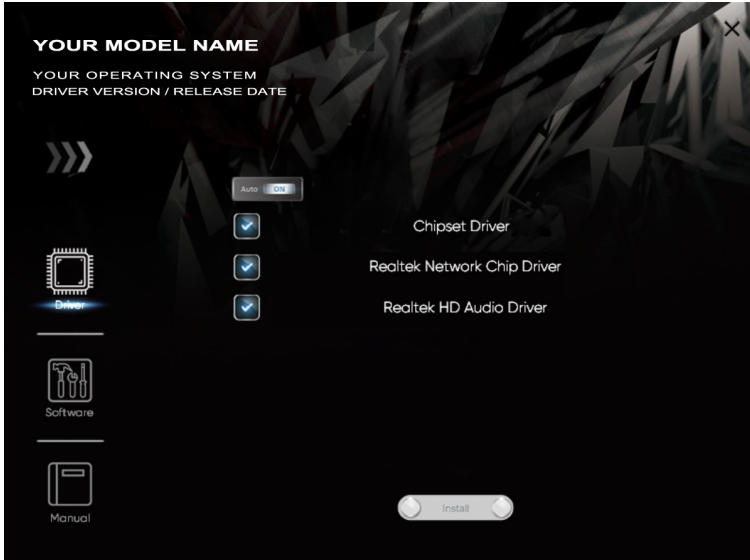 YOUR MODEL NAME
YOUR OPERATING SYSTEM
DRIVER VERSION / RELEASE DATE
Auto ON
Chipset Driver
Realtek Network Chip Driver
Realtek HD Audio Driver
Driver
Software
Manual
Install